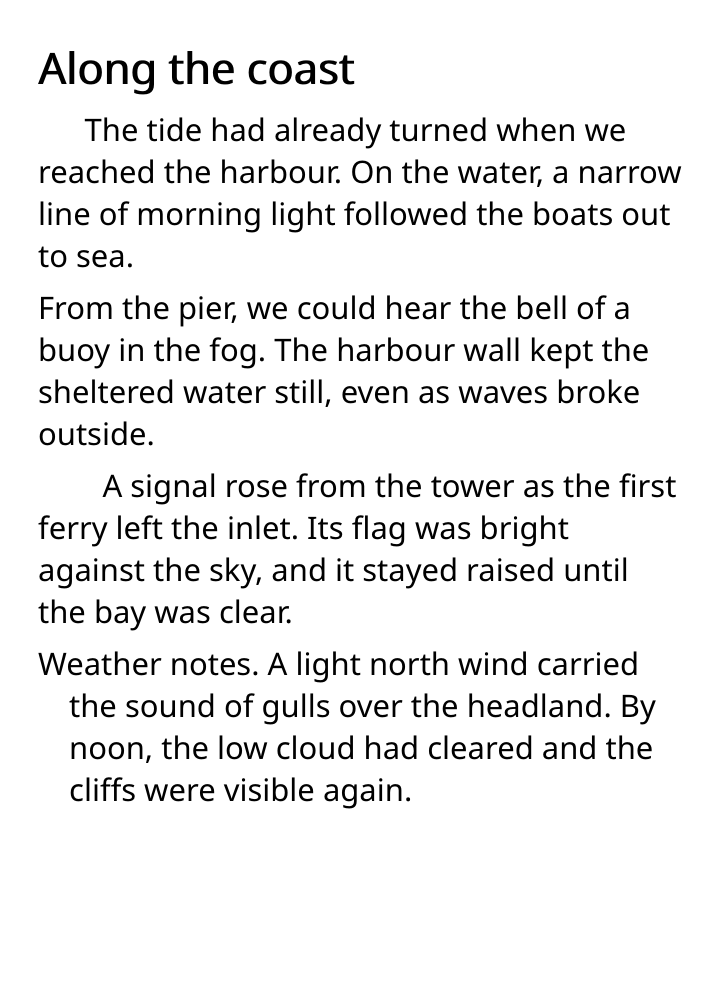 Along the coast
The tide had already turned when we
reached the harbour. On the water, a narrow
line of morning light followed the boats out
to sea.
From the pier, we could hear the bell of a
buoy in the fog. The harbour wall kept the
sheltered water still, even as waves broke
outside.
A signal rose from the tower as the first
ferry left the inlet. Its flag was bright
against the sky, and it stayed raised until
the bay was clear.
Weather notes. A light north wind carried
the sound of gulls over the headland. By
noon, the low cloud had cleared and the
cliffs were visible again.